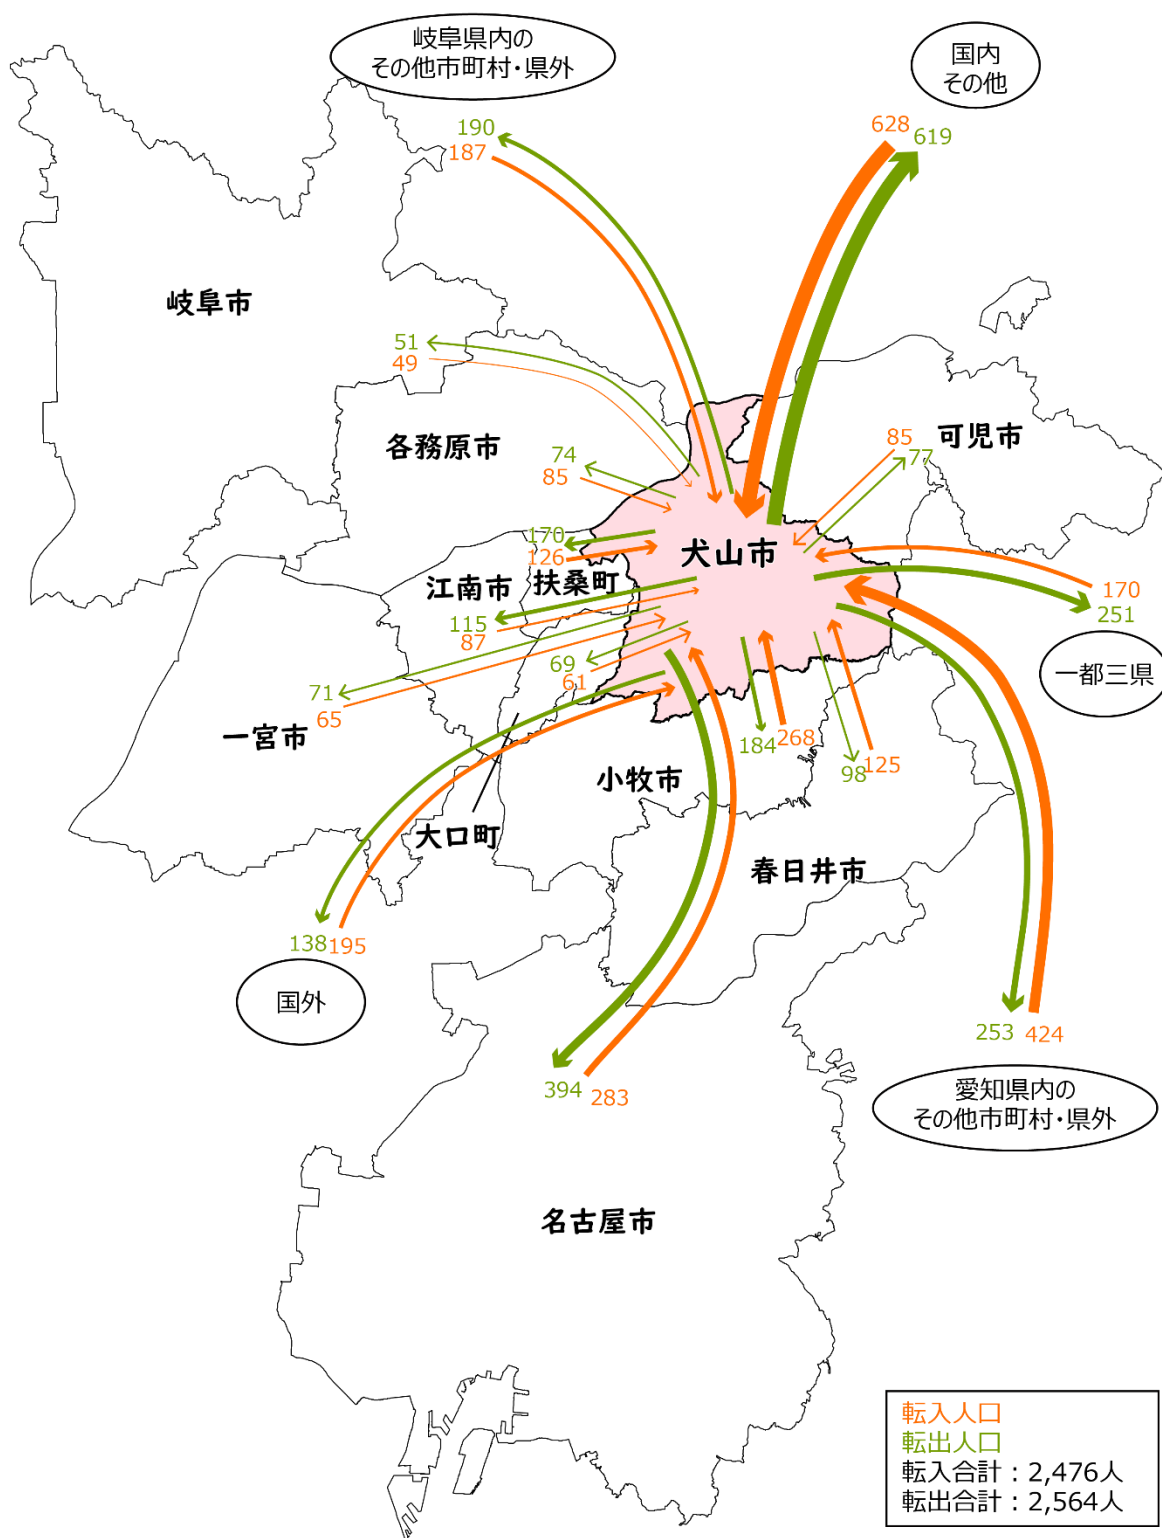 岐阜県内の
その他市町村・県外
国内
その他
190
187
628
619
岐阜市
51
49
各務原市
74
85
可児市
85
77
170
126
犬山市
江南市
扶桑町
115
87
170
251
一都三県
69
61
71
65
一宮市
184
268
98
125
小牧市
大口町
春日井市
138
195
国外
253
424
394
283
愛知県内の
その他市町村・県外
名古屋市
転入人口
転出人口
転入合計：2,476人
転出合計：2,564人